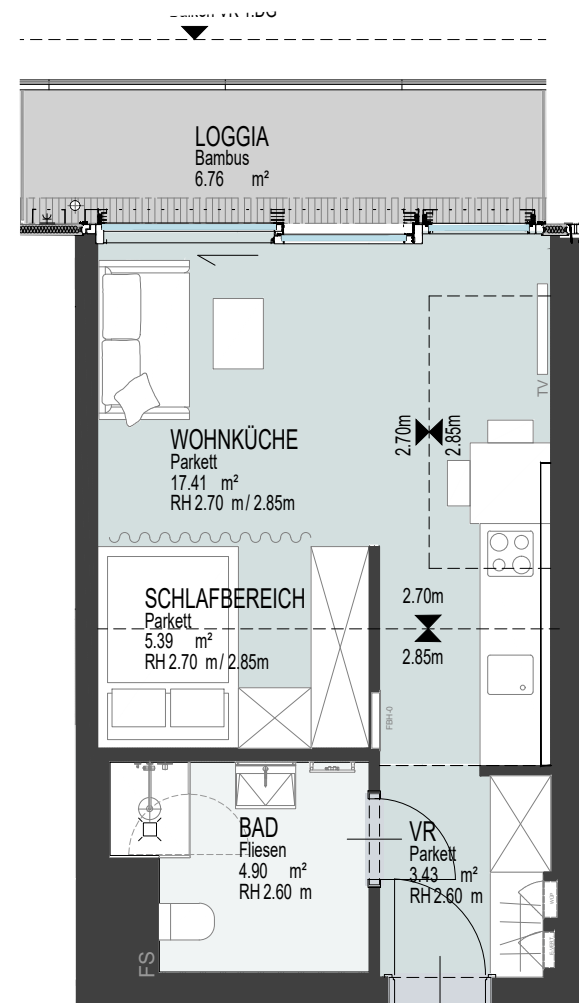 LOGGIA
Bambus
6.76 m²
TV
2.70m
2.85m
WOHNKÜCHE
Parkett
17.41 m²
RH 2.70 m / 2.85m
SCHLAFBEREICH
Parkett
5.39 m²
RH 2.70 m / 2.85m
2.70m
2.85m
FBH-0
BAD
Fliesen
4.90 m²
RH 2.60 m
VR
Parkett
3.43 m²
RH 2.60 m
FS